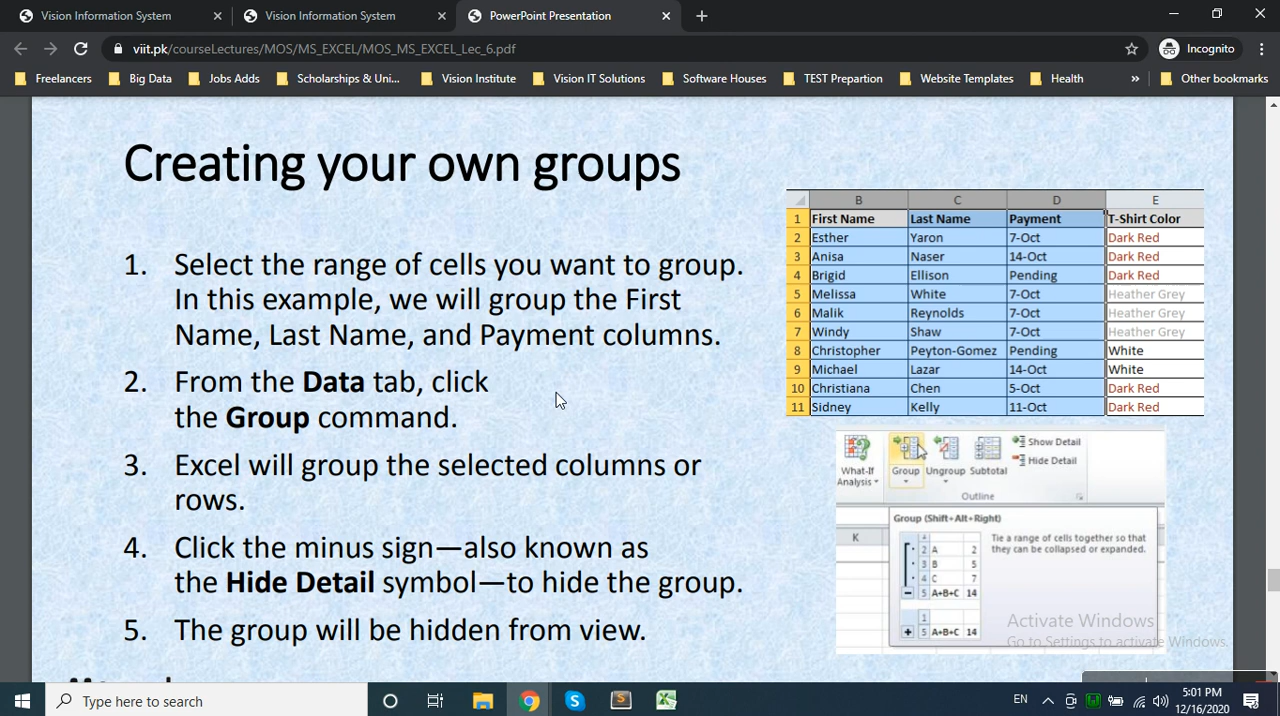 Vision Information System
Vision Information System
PowerPoint Presentation
viit.pk/courseLectures/MOS/MS_EXCEL/MOS_MS_EXCEL_Lec_6.pdf
Incognito
Freelancers Big Data Jobs Adds Scholarships & Uni... Vision Institute Vision IT Solutions Software Houses TEST Prepartion Website Templates Health » Other bookmarks
Creating your own groups
1. Select the range of cells you want to group.
In this example, we will group the First
Name, Last Name, and Payment columns.
2. From the Data tab, click
the Group command.
3. Excel will group the selected columns or
rows.
4. Click the minus sign—also known as
the Hide Detail symbol—to hide the group.
5. The group will be hidden from view.
B C D E
1 First Name Last Name Payment T-Shirt Color
2 Esther Yaron 7-Oct Dark Red
3 Anisa Naser 14-Oct Dark Red
4 Brigid Ellison Pending Dark Red
5 Melissa White 7-Oct Heather Grey
6 Malik Reynolds 7-Oct Heather Grey
7 Windy Shaw 7-Oct Heather Grey
8 Christopher Peyton-Gomez Pending White
9 Michael Lazar 14-Oct White
10 Christiana Chen 5-Oct Dark Red
11 Sidney Kelly 11-Oct Dark Red
What-If
Analysis
Group
Ungroup
Subtotal
Show Detail
Hide Detail
Outline
Group (Shift+Alt+Right)
K
2 A 2
3 B 5
4 C 7
5 A+B+C 14
1
5 A+B+C 14
Tie a range of cells together so that
they can be collapsed or expanded.
Activate Windows
Go to Settings to activate Windows.
Type here to search
EN
5:01 PM
12/16/2020